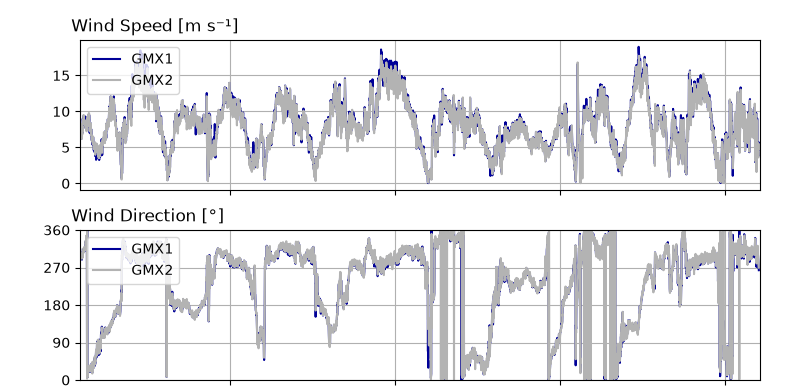 Wind Speed [m s⁻¹]
GMX1
GMX2
15
10
5
0
Wind Direction [°]
360
GMX1
GMX2
270
180
90
0